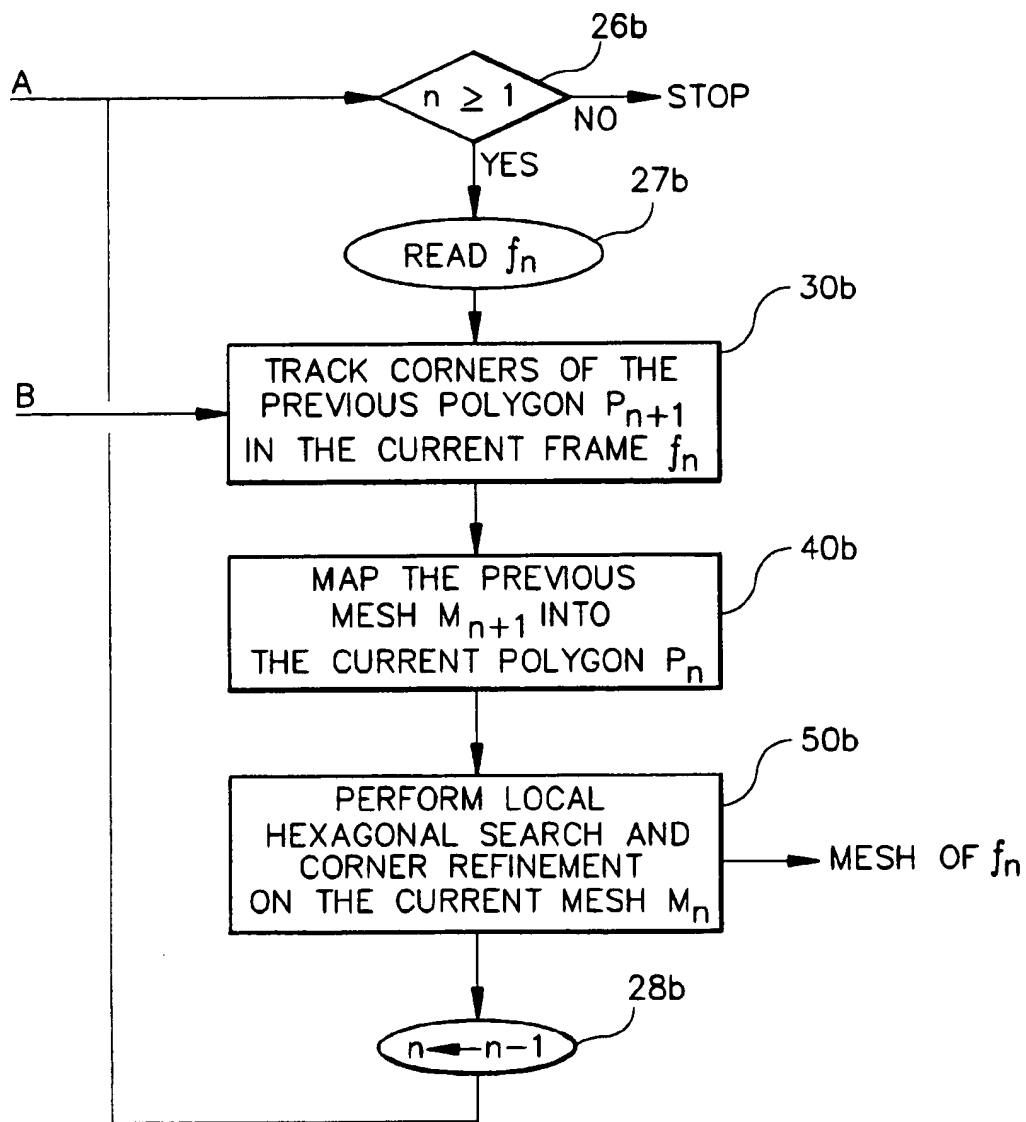 26b
A
n ≥ 1
NO
STOP
YES
27b
READ fn
30b
TRACK CORNERS OF THE
PREVIOUS POLYGON Pn+1
IN THE CURRENT FRAME fn
B
40b
MAP THE PREVIOUS
MESH Mn+1 INTO
THE CURRENT POLYGON Pn
50b
PERFORM LOCAL
HEXAGONAL SEARCH AND
CORNER REFINEMENT
ON THE CURRENT MESH Mn
MESH OF fn
28b
n←n-1